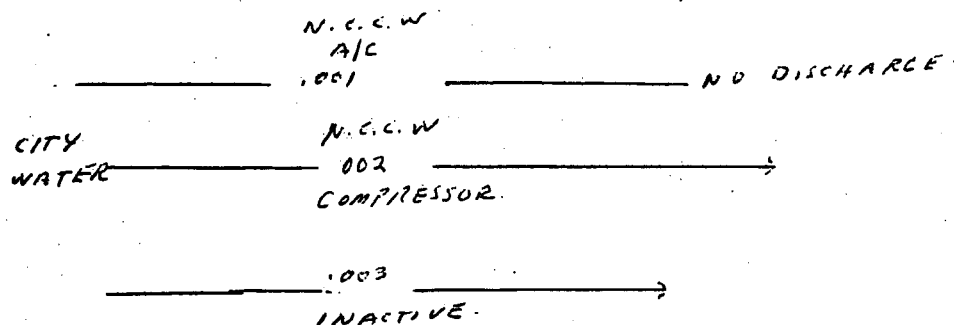 N.C.C.W
A/C
.001
NO DISCHARGE.
CITY
WATER
N.C.C.W
002
COMPRESSOR.
.003
INACTIVE.